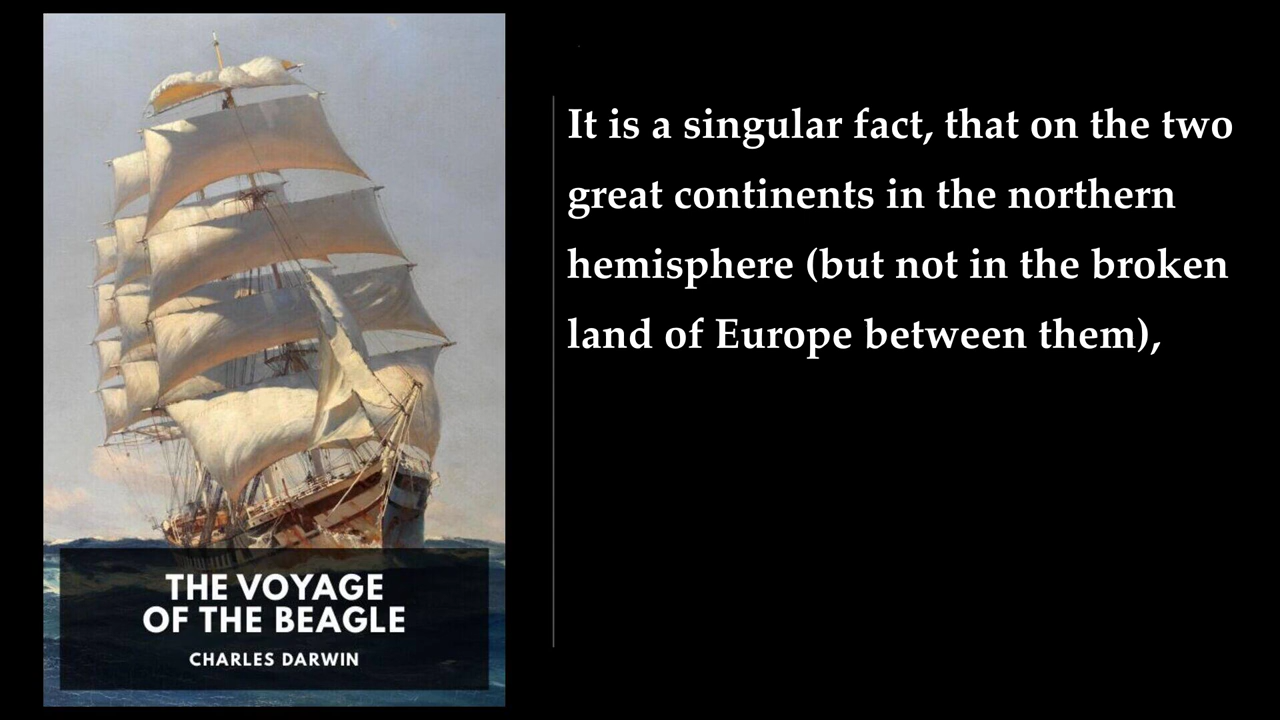 It is a singular fact, that on the two
great continents in the northern
hemisphere (but not in the broken
land of Europe between them),
THE VOYAGE
OF THE BEAGLE
CHARLES DARWIN